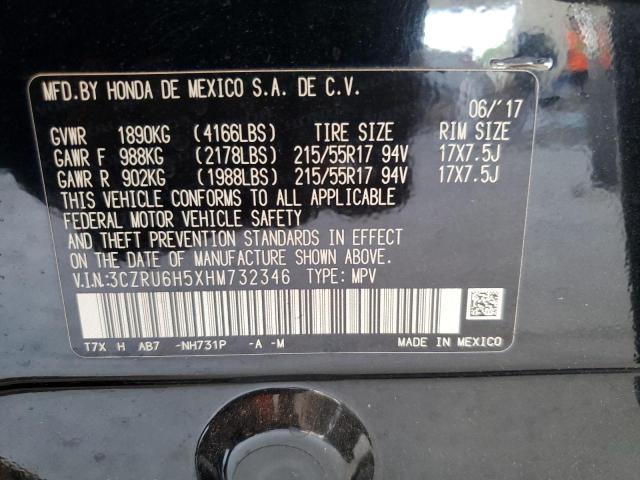 MFD.BY HONDA DE MEXICO S.A. DE C.V.
06/'17
GVWR 1890KG (4166LBS) TIRE SIZE RIM SIZE
GAWR F 988KG (2178LBS) 215/55R17 94V 17X7.5J
GAWR R 902KG (1988LBS) 215/55R17 94V 17X7.5J
THIS VEHICLE CONFORMS TO ALL APPLICABLE
FEDERAL MOTOR VEHICLE SAFETY
AND THEFT PREVENTION STANDARDS IN EFFECT
ON THE DATE OF MANUFACTURE SHOWN ABOVE.
V.I.N.:3CZRU6H5XHM732346 TYPE: MPV
T7X H AB7 -NH731P -A -M MADE IN MEXICO